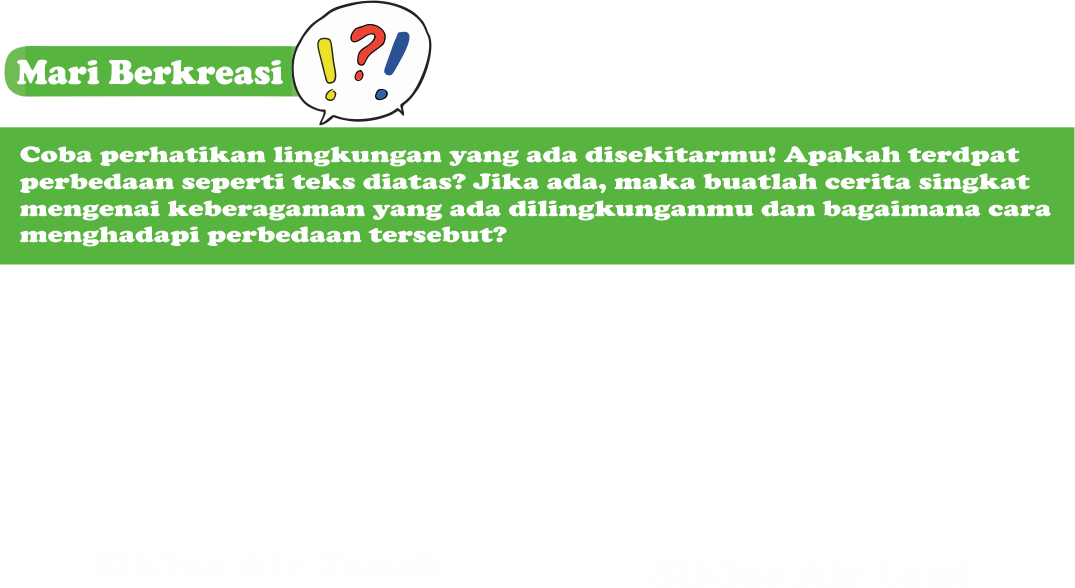 Mari Berkreasi
Coba perhatikan lingkungan yang ada disekitarmu! Apakah terdpat
perbedaan seperti teks diatas? Jika ada, maka buatlah cerita singkat
mengenai keberagaman yang ada dilingkunganmu dan bagaimana cara
menghadapi perbedaan tersebut?